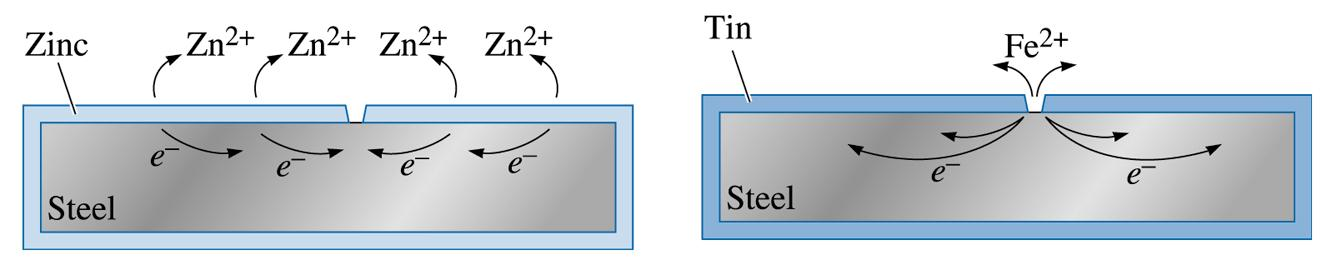 Zinc
Zn²⁺ Zn²⁺ Zn²⁺ Zn²⁺
e⁻ e⁻ e⁻ e⁻
Steel
Tin
Fe²⁺
e⁻ e⁻
Steel